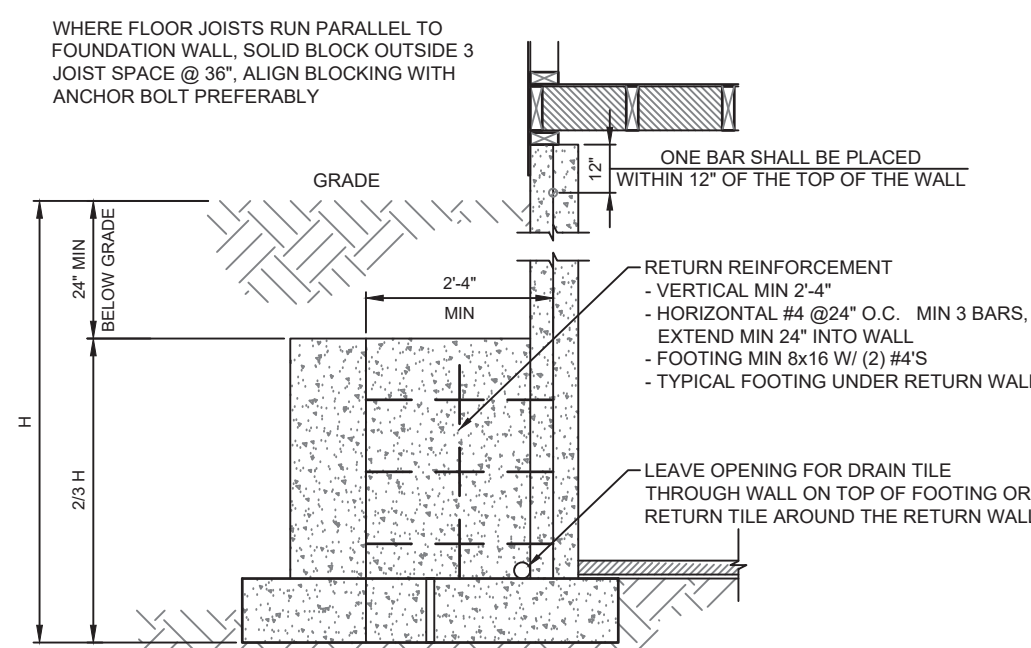 WHERE FLOOR JOISTS RUN PARALLEL TO
FOUNDATION WALL, SOLID BLOCK OUTSIDE 3
JOIST SPACE @ 36", ALIGN BLOCKING WITH
ANCHOR BOLT PREFERABLY
GRADE
12"
ONE BAR SHALL BE PLACED
WITHIN 12" OF THE TOP OF THE WALL
24" MIN
BELOW GRADE
2'-4"
MIN
RETURN REINFORCEMENT
- VERTICAL MIN 2'-4"
- HORIZONTAL #4 @24" O.C. MIN 3 BARS,
EXTEND MIN 24" INTO WALL
- FOOTING MIN 8x16 W/ (2) #4'S
- TYPICAL FOOTING UNDER RETURN WALL
H
2/3 H
LEAVE OPENING FOR DRAIN TILE
THROUGH WALL ON TOP OF FOOTING OR
RETURN TILE AROUND THE RETURN WALL